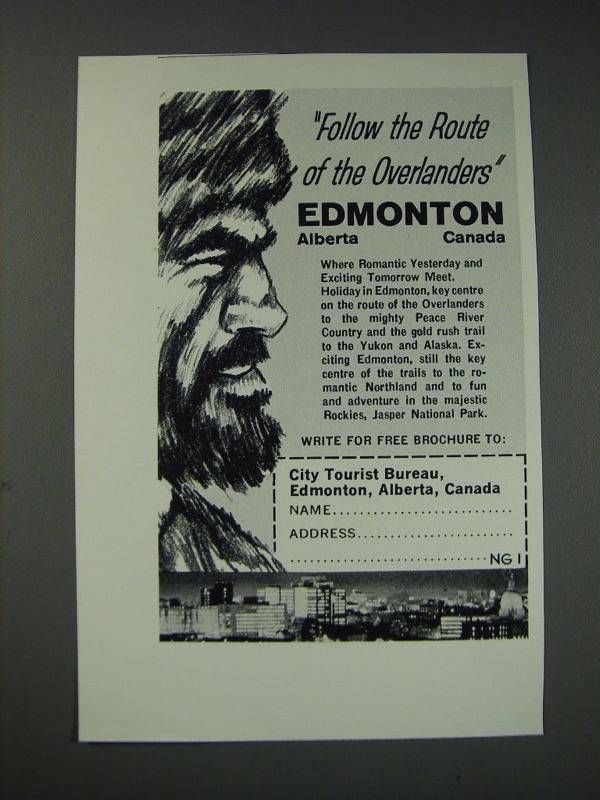 "Follow the Route
of the Overlanders"
EDMONTON
Alberta Canada
Where Romantic Yesterday and
Exciting Tomorrow Meet.
Holiday in Edmonton, key centre
on the route of the Overlanders
to the mighty Peace River
Country and the gold rush trail
to the Yukon and Alaska. Ex-
citing Edmonton, still the key
centre of the trails to the ro-
mantic Northland and to fun
and adventure in the majestic
Rockies, Jasper National Park.
WRITE FOR FREE BROCHURE TO:
City Tourist Bureau,
Edmonton, Alberta, Canada
NAME...........................
ADDRESS.......................
..............................NG I